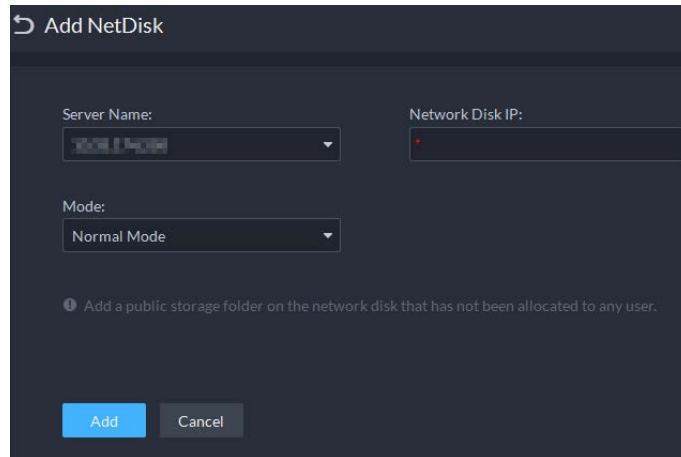 Add NetDisk
Server Name:
Network Disk IP:
*
Mode:
Normal Mode
Add a public storage folder on the network disk that has not been allocated to any user.
Add
Cancel